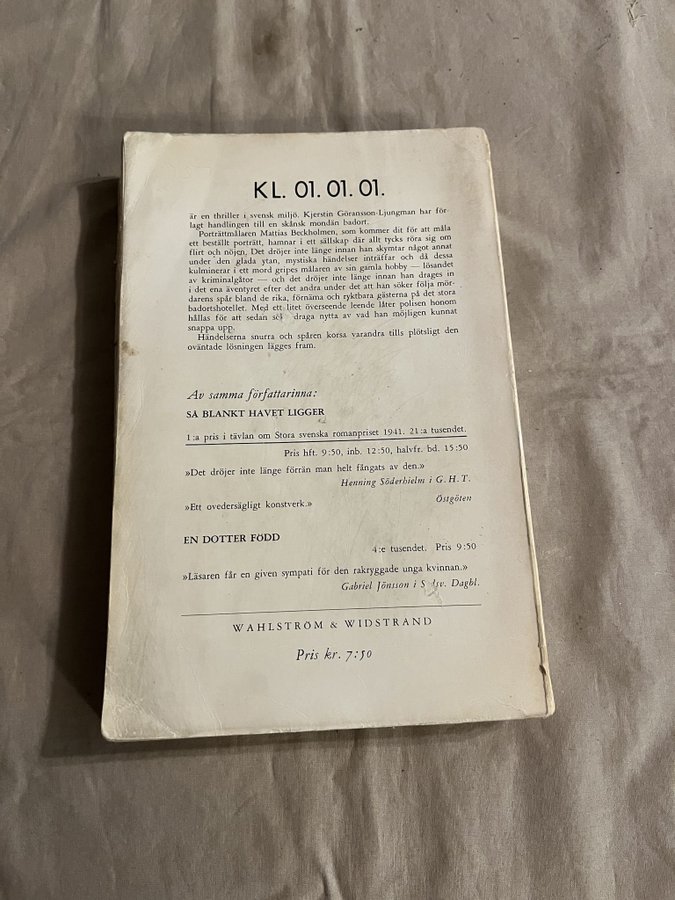 KL. 01. 01. 01.
är en thriller i svensk miljö. Kjerstin Göransson-Ljungman har för-
lagt handlingen till en skånsk mondän badort.
Porträttmålaren Mattias Beckholmen, som kommer dit för att måla
ett beställt porträtt, hamnar i ett sällskap där allt tycks röra sig om
flirt och nöjen. Det dröjer inte länge innan han skymtar något annat
under den glada ytan, mystiska händelser inträffar och då dessa
kulminerar i ett mord gripes målaren av sin gamla hobby — lösandet
av kriminalgåtor — och det dröjer inte länge innan han drages in
i det ena äventyret efter det andra under det att han söker följa mör-
darens spår bland de rika, förnäma och ryktbara gästerna på det stora
badortshotellet. Med ett litet överseende leende låter polisen honom
hållas för att sedan draga nytta av vad han möjligen kunnat
snappa upp.
Händelserna snurra och spåren korsa varandra tills plötsligt den
oväntade lösningen lägges fram.
Av samma författarinna:
SÅ BLANKT HAVET LIGGER
1:a pris i tävlan om Stora svenska romanpriset 1941. 21:a tusendet.
Pris hft. 9:50, inb. 12:50, halvfr. bd. 15:50
»Det dröjer inte länge förrän man helt fångats av den.»
Henning Söderhielm i G. H. T.
»Ett ovedersägligt konstverk.»
Östgöten
EN DOTTER FÖDD
4:e tusendet. Pris 9:50
»Läsaren får en given sympati för den rakryggade unga kvinnan.»
Gabriel Jönsson i Dagbl.
WAHLSTRÖM & WIDSTRAND
Pris kr. 7:50